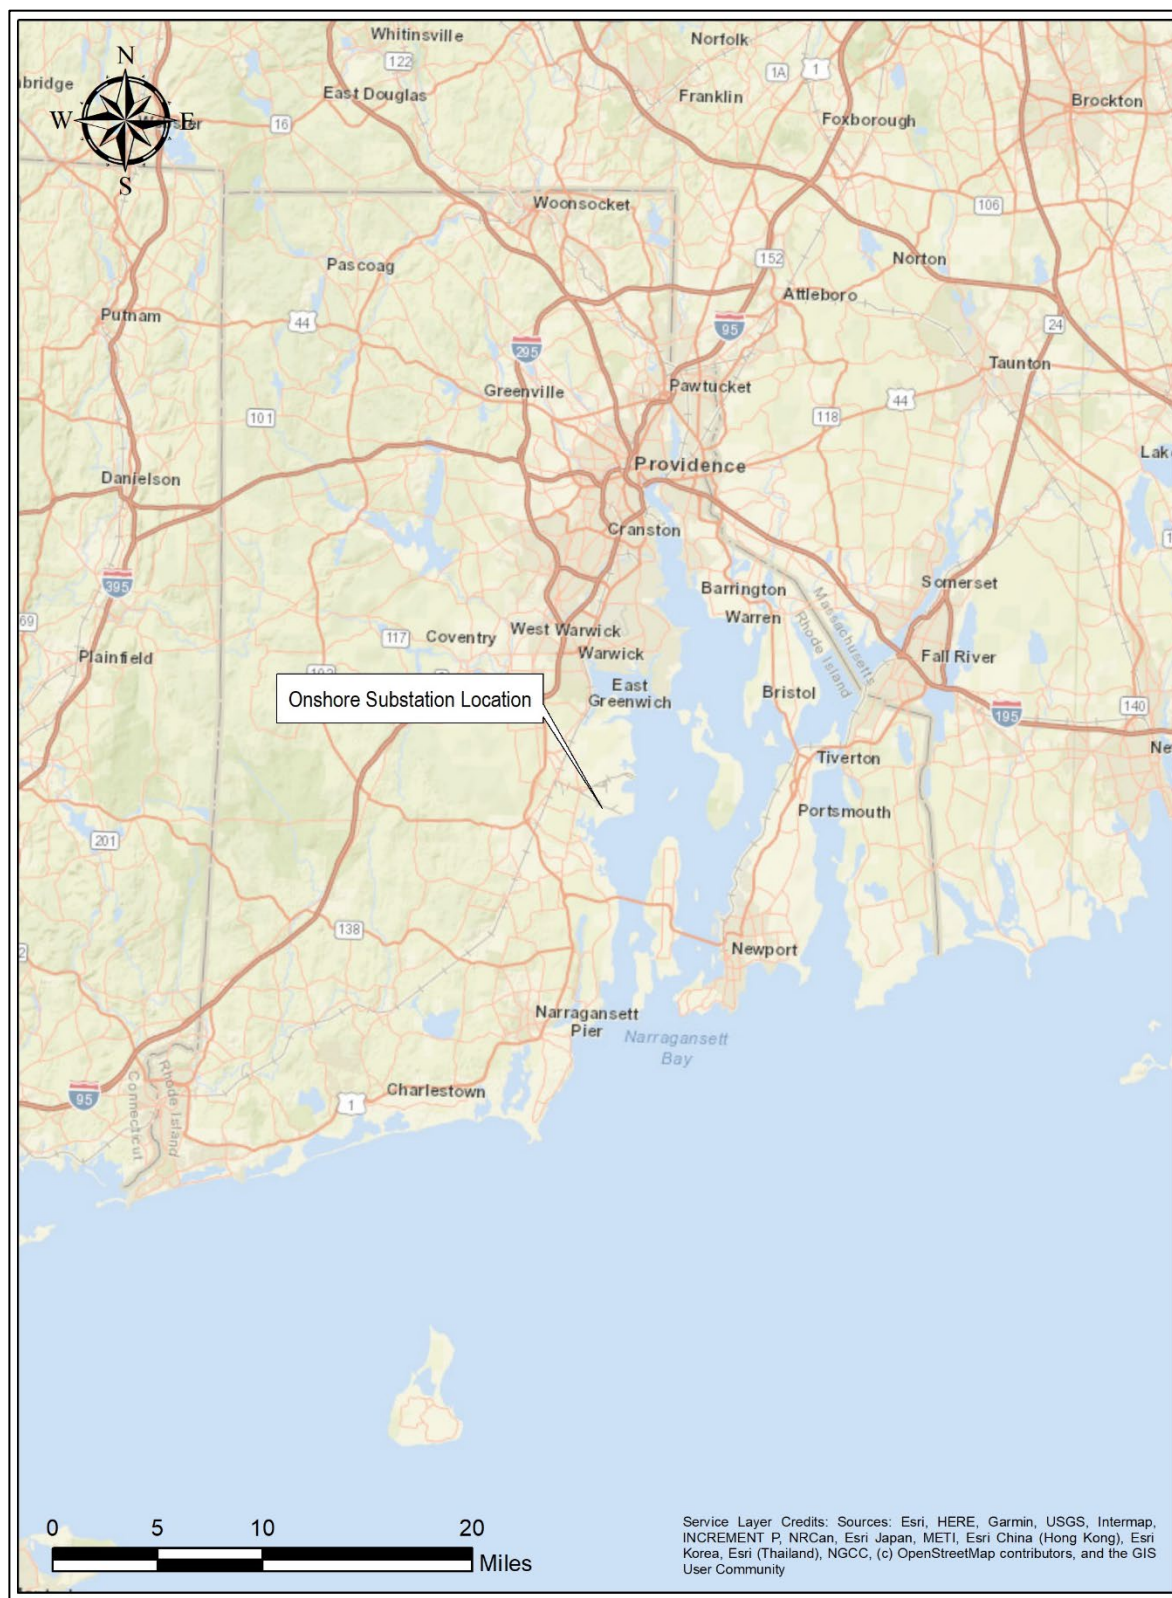 Whitinsville
Norfolk
122
1A
1
N
nbridge
East Douglas
Franklin
Brockton
W
E
16
Foxborough
S
Woonsocket
106
152
Norton
Pascoag
Attleboro
Putnam
44
95
24
295
Taunton
Greenville
Pawtucket
44
101
118
Providence
Lake
Danielson
Cranston
395
Barrington
Somerset
Massachusetts
Rhode Island
Warren
69
117
Coventry
West Warwick
Plainfield
Warwick
Fall River
East
Greenwich
Bristol
Onshore Substation Location
195
140
Tiverton
Portsmouth
201
138
Newport
Narragansett
Pier
Narragansett
Bay
95
Connecticut
Rhode Island
Charlestown
1
0 5 10 20
Miles
Service Layer Credits: Sources: Esri, HERE, Garmin, USGS, Intermap,
INCREMENT P, NRCan, Esri Japan, METI, Esri China (Hong Kong), Esri
Korea, Esri (Thailand), NGCC, (c) OpenStreetMap contributors, and the GIS
User Community